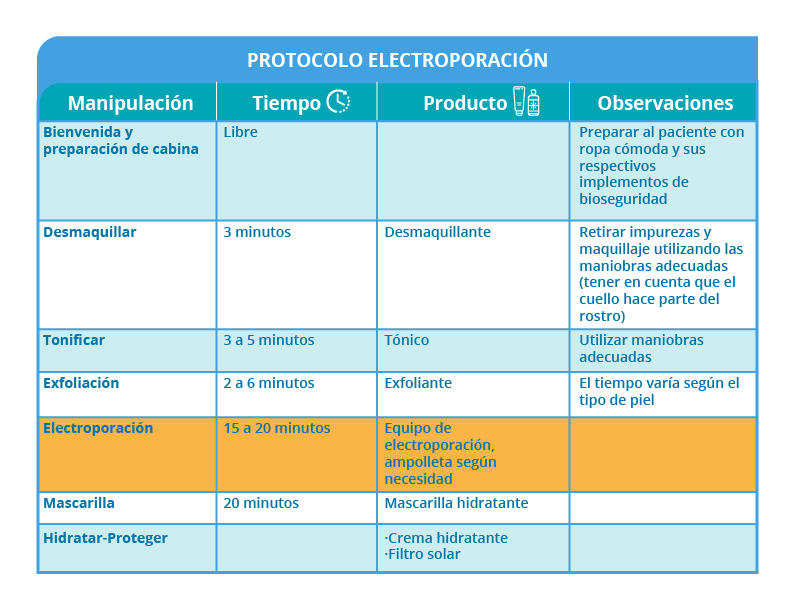 PROTOCOLO ELECTROPORACIÓN
Manipulación
Tiempo
Producto
Observaciones
Bienvenida y
preparación de cabina
Libre
Preparar al paciente con
ropa cómoda y sus
respectivos
implementos de
bioseguridad
Desmaquillar
3 minutos
Desmaquillante
Retirar impurezas y
maquillaje utilizando las
maniobras adecuadas
(tener en cuenta que el
cuello hace parte del
rostro)
Tonificar
3 a 5 minutos
Tónico
Utilizar maniobras
adecuadas
Exfoliación
2 a 6 minutos
Exfoliante
El tiempo varía según el
tipo de piel
Electroporación
15 a 20 minutos
Equipo de
electroporación,
ampolleta según
necesidad
Mascarilla
20 minutos
Mascarilla hidratante
Hidratar-Proteger
·Crema hidratante
·Filtro solar